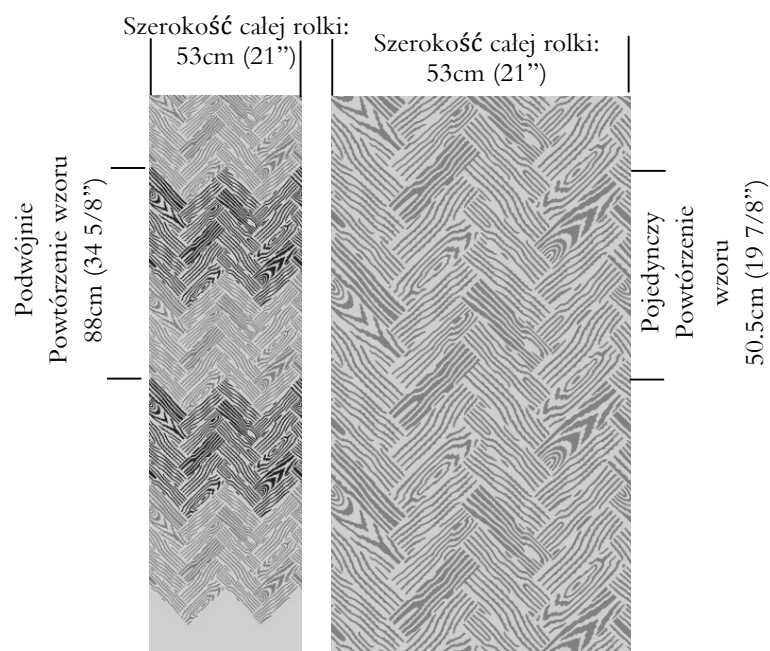 Szerokość całej rolki:
53cm (21”)
Szerokość całej rolki:
53cm (21”)
Podwójnie
Powtórzenie wzoru
88cm (34 5/8”)
Pojedynczy
Powtórzenie
wzoru
50.5cm (19 7/8”)